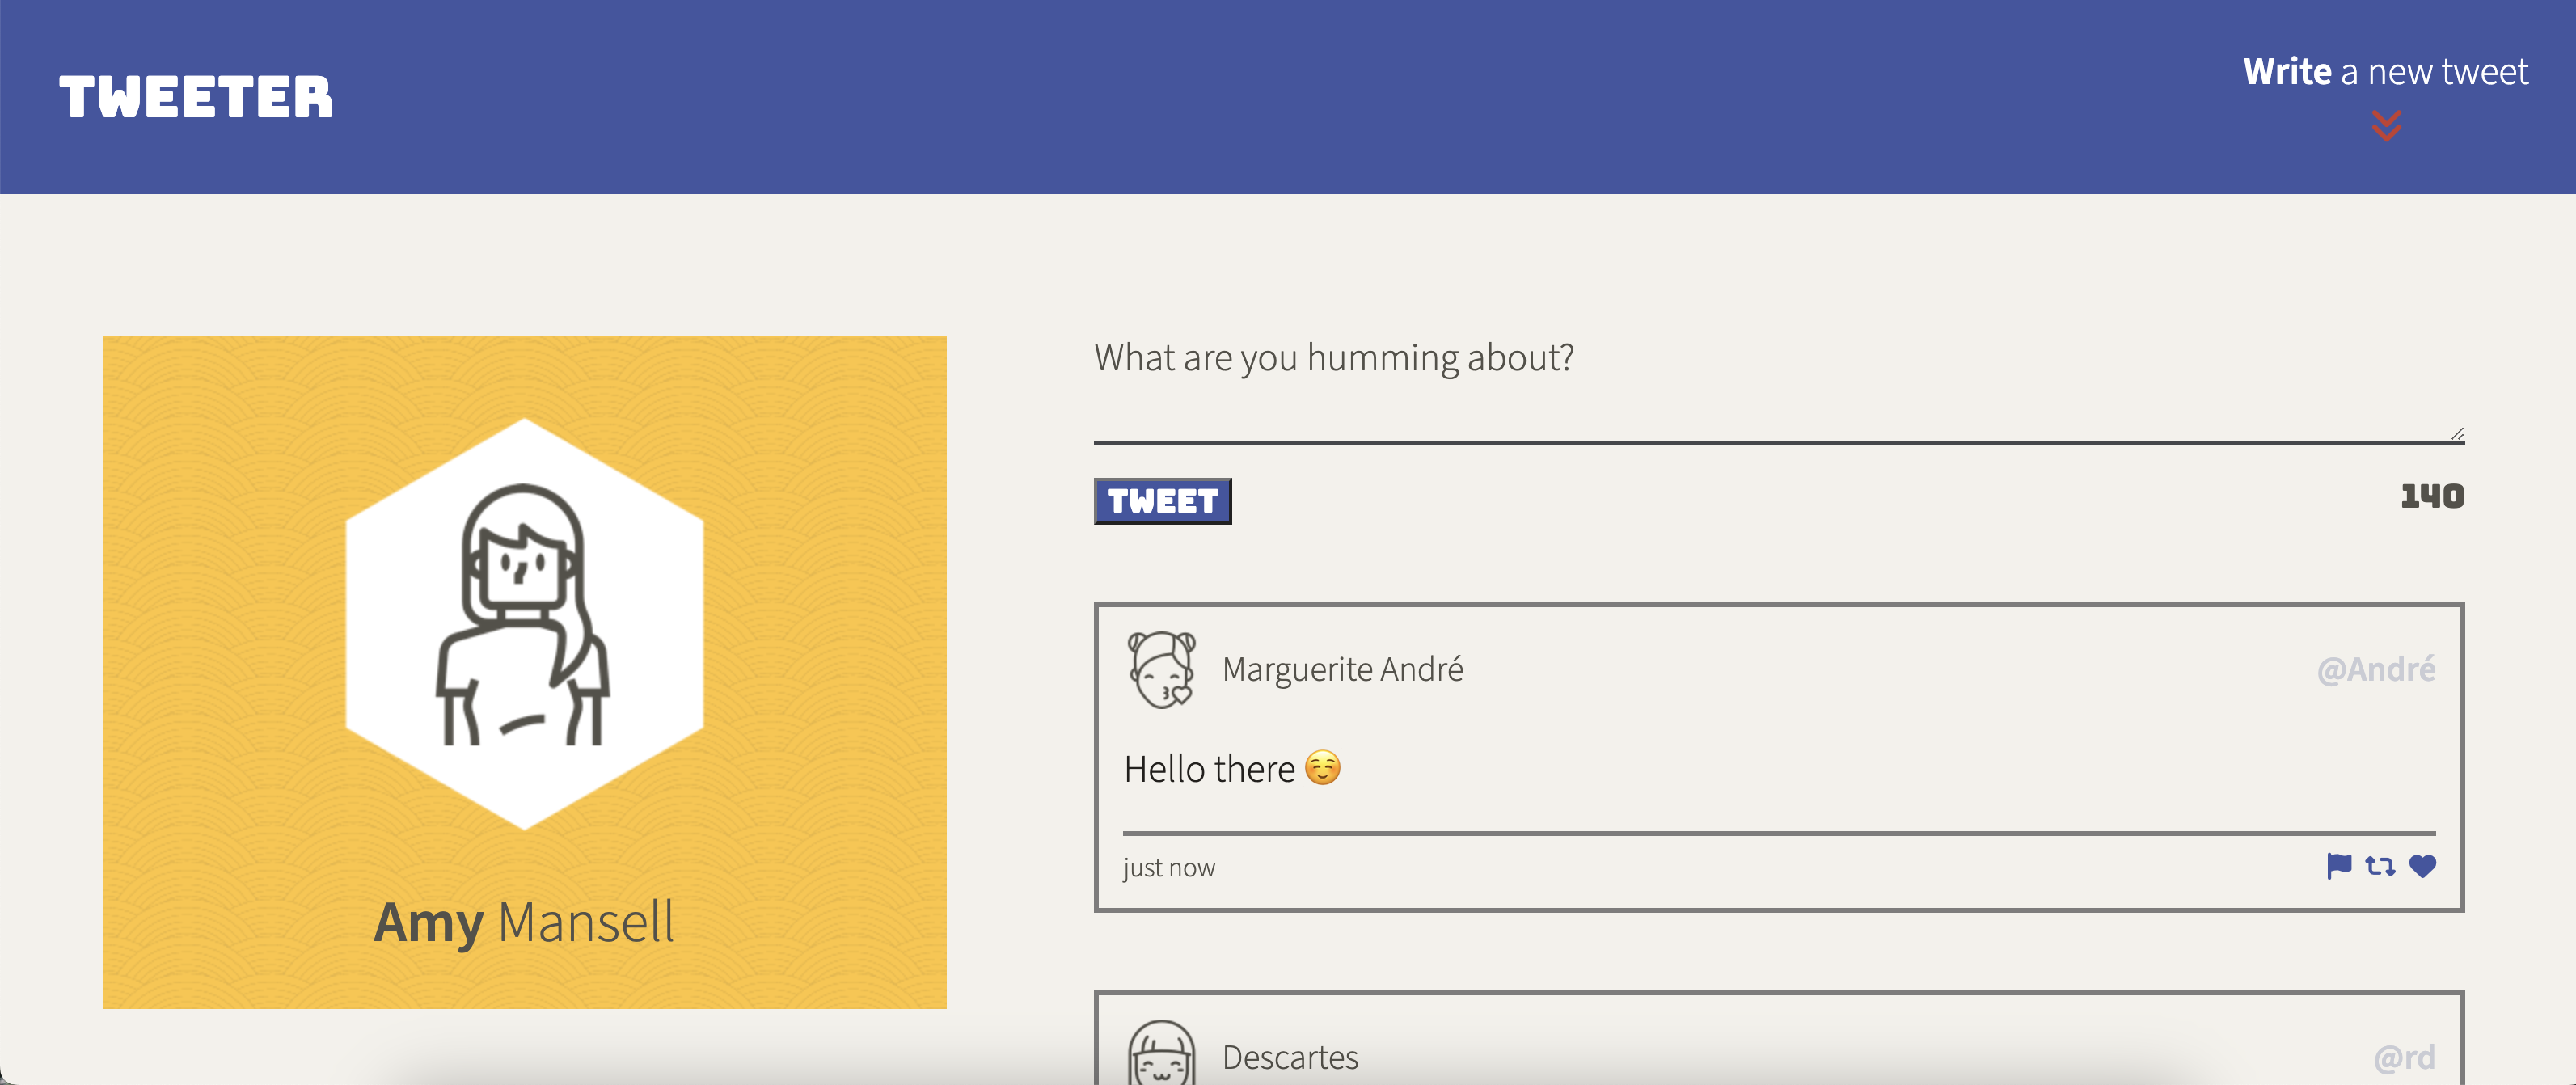 TWEETER
Write a new tweet
Amy Mansell
What are you humming about?
TWEET
140
Marguerite André
@André
Hello there ☺️
just now
Descartes
@rd